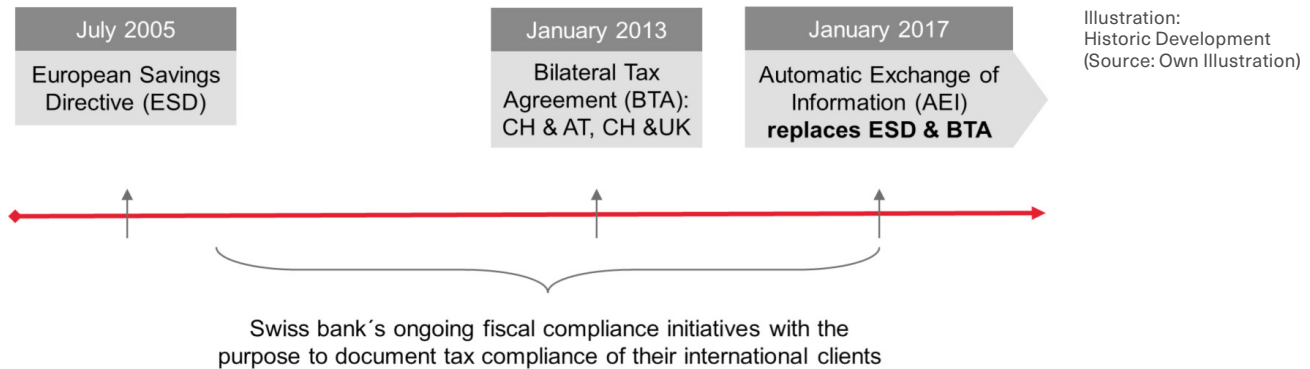 July 2005
European Savings
Directive (ESD)
January 2013
Bilateral Tax
Agreement (BTA):
CH & AT, CH &UK
January 2017
Automatic Exchange of
Information (AEI)
replaces ESD & BTA
Illustration:
Historic Development
(Source: Own Illustration)
Swiss bank´s ongoing fiscal compliance initiatives with the
purpose to document tax compliance of their international clients